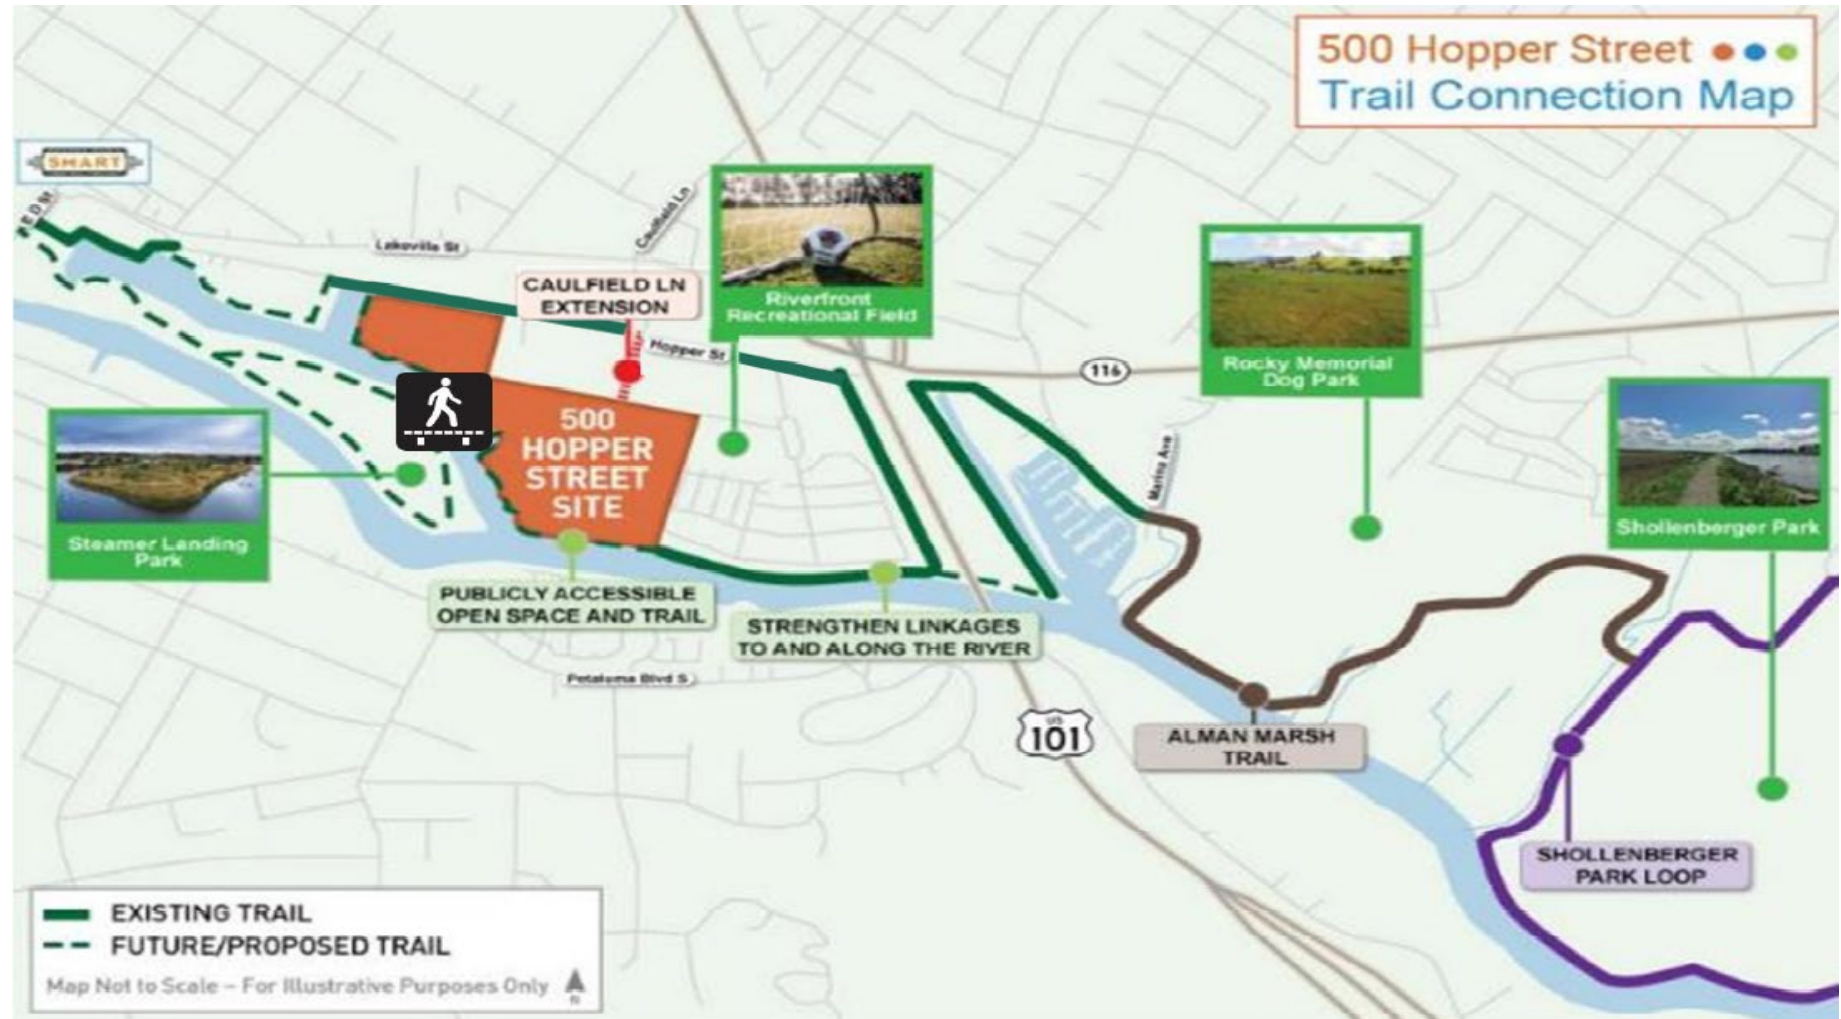 500 Hopper Street
Trail Connection Map
SMART
E D St
Lakeville St
Caulfield Ln
CAULFIELD LN
EXTENSION
Riverfront
Recreational Field
Hopper St
116
Rocky Memorial
Dog Park
Marina Ave
Shollenberger Park
500
HOPPER
STREET
SITE
Steamer Landing
Park
PUBLICLY ACCESSIBLE
OPEN SPACE AND TRAIL
STRENGTHEN LINKAGES
TO AND ALONG THE RIVER
Petaluma Blvd S
US
101
ALMAN MARSH
TRAIL
SHOLLENBERGER
PARK LOOP
EXISTING TRAIL
FUTURE/PROPOSED TRAIL
Map Not to Scale – For Illustrative Purposes Only
N